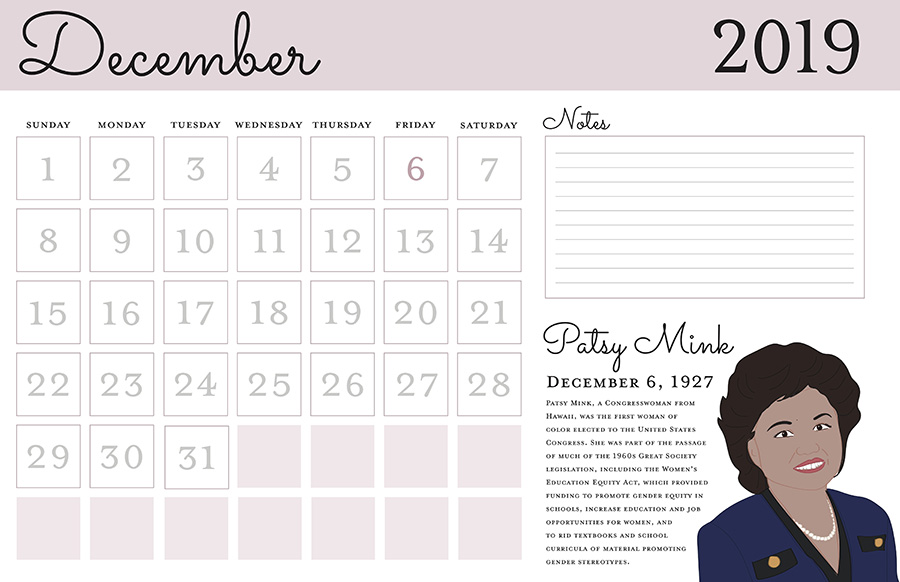 December 2019
SUNDAY MONDAY TUESDAY WEDNESDAY THURSDAY FRIDAY SATURDAY
1 2 3 4 5 6 7
8 9 10 11 12 13 14
15 16 17 18 19 20 21
22 23 24 25 26 27 28
29 30 31
Notes
Patsy Mink
December 6, 1927
Patsy Mink, a Congresswoman from
Hawaii, was the first woman of
color elected to the United States
Congress. She was part of the passage
of much of the 1960s Great Society
legislation, including the Women's
Education Equity Act, which provided
funding to promote gender equity in
schools, increase education and job
opportunities for women, and
to rid textbooks and school
curricula of material promoting
gender stereotypes.